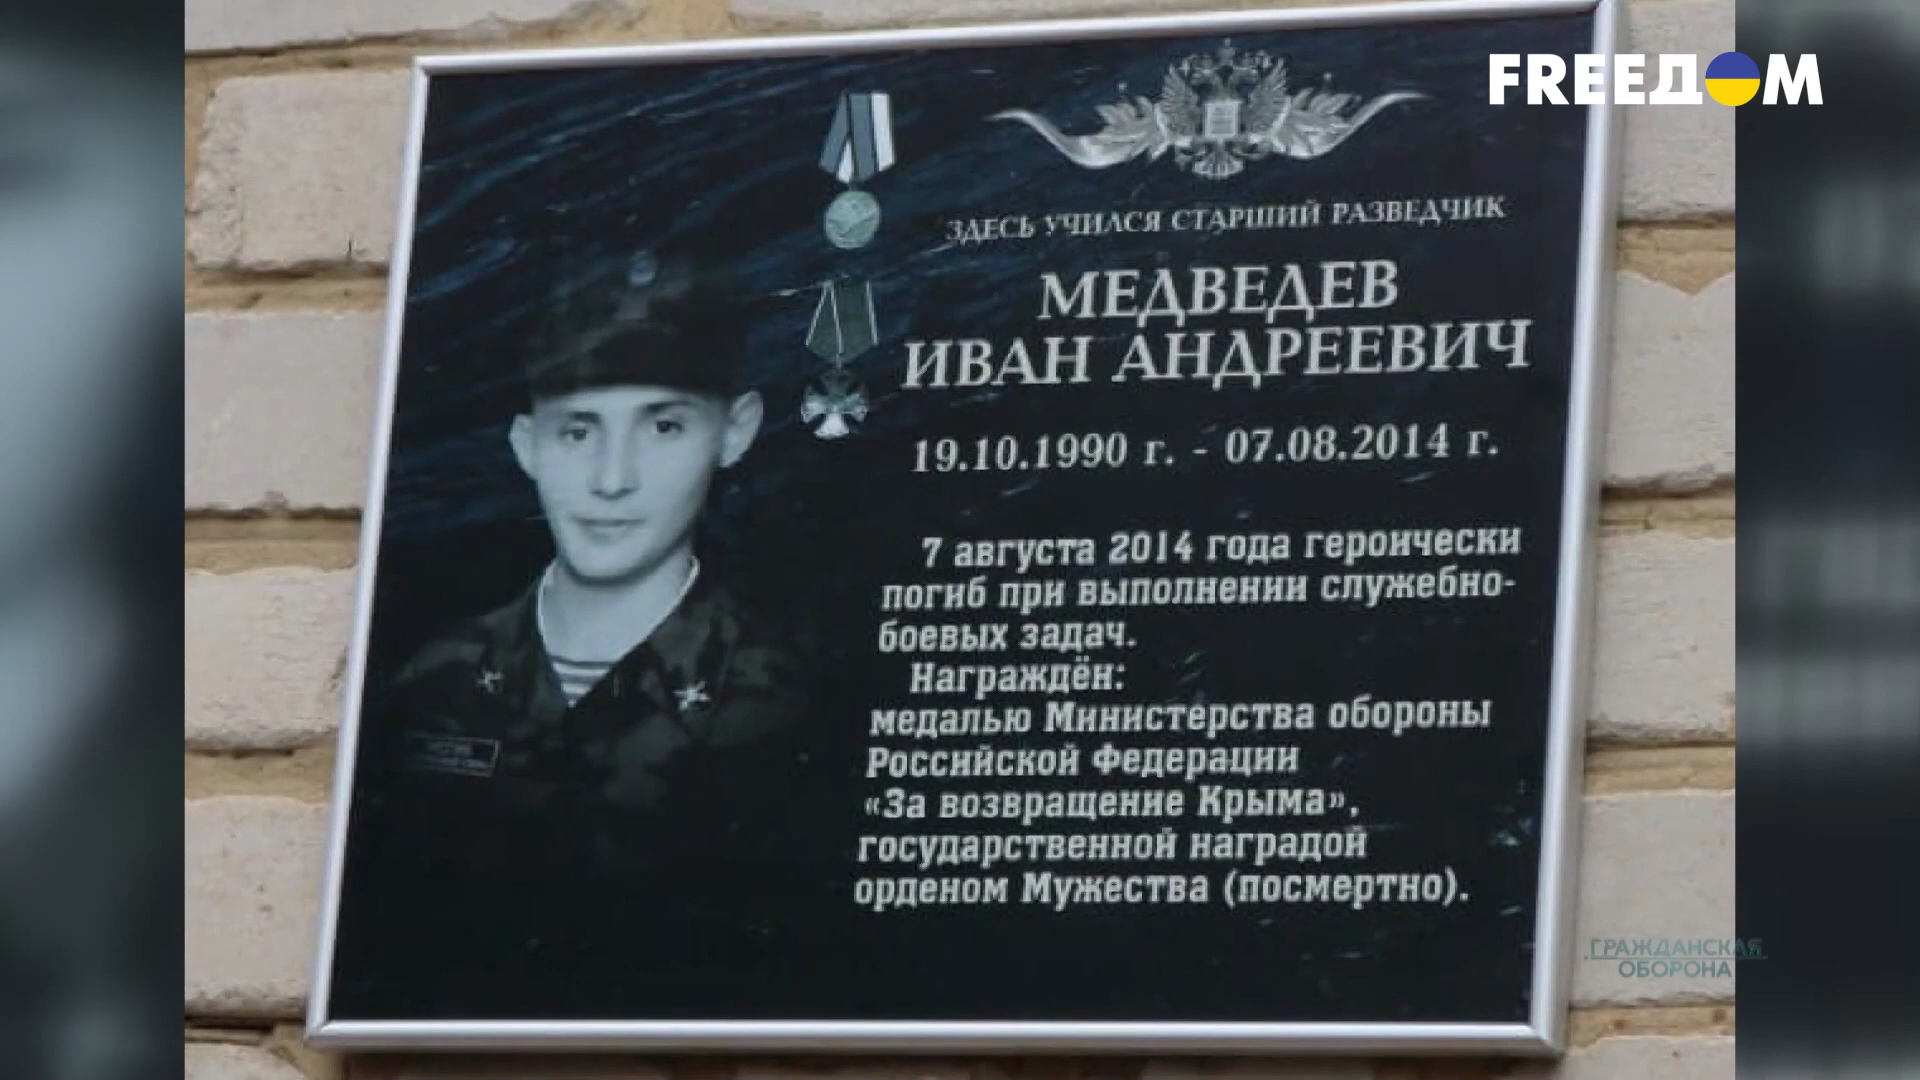 FREEДOM
ЗДЕСЬ УЧИЛСЯ СТАРШИЙ РАЗВЕДЧИК
МЕДВЕДЕВ
ИВАН АНДРЕЕВИЧ
19.10.1990 г. - 07.08.2014 г.
7 августа 2014 года героически
погиб при выполнении служебно-
боевых задач.
Награждён:
медалью Министерства обороны
Российской Федерации
«За возвращение Крыма»,
государственной наградой
орденом Мужества (посмертно).
ГРАЖДАНСКАЯ
ОБОРОНА